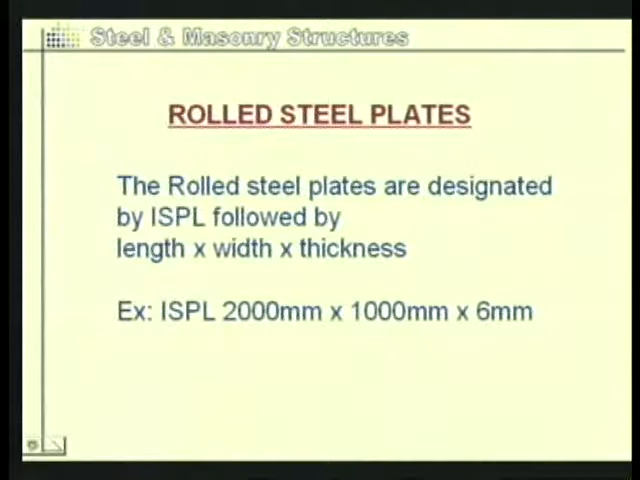 Steel & Masonry Structures
ROLLED STEEL PLATES
The Rolled steel plates are designated
by ISPL followed by
length x width x thickness
Ex: ISPL 2000mm x 1000mm x 6mm